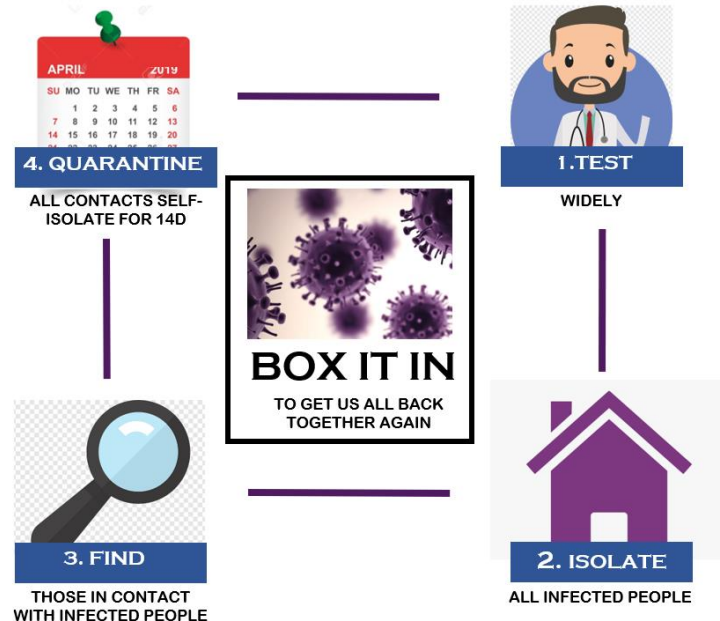 APRIL 2019
SU MO TU WE TH FR SA
1 2 3 4 5 6
7 8 9 10 11 12 13
14 15 16 17 18 19 20
4. QUARANTINE
ALL CONTACTS SELF-
ISOLATE FOR 14D
1.TEST
WIDELY
BOX IT IN
TO GET US ALL BACK
TOGETHER AGAIN
3. FIND
THOSE IN CONTACT
WITH INFECTED PEOPLE
2. ISOLATE
ALL INFECTED PEOPLE